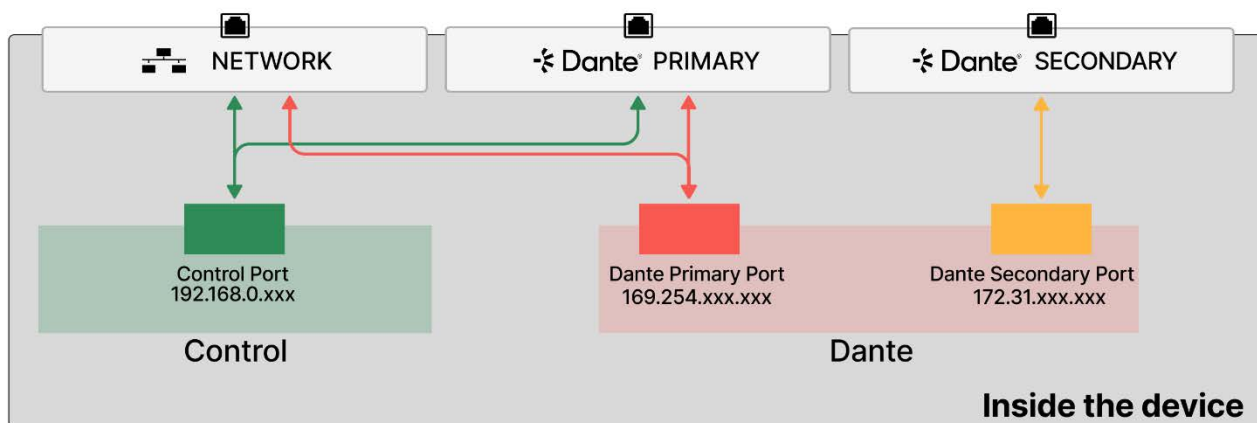 NETWORK
Dante® PRIMARY
Dante® SECONDARY
Control Port
192.168.0.xxx
Dante Primary Port
169.254.xxx.xxx
Dante Secondary Port
172.31.xxx.xxx
Control
Dante
Inside the device